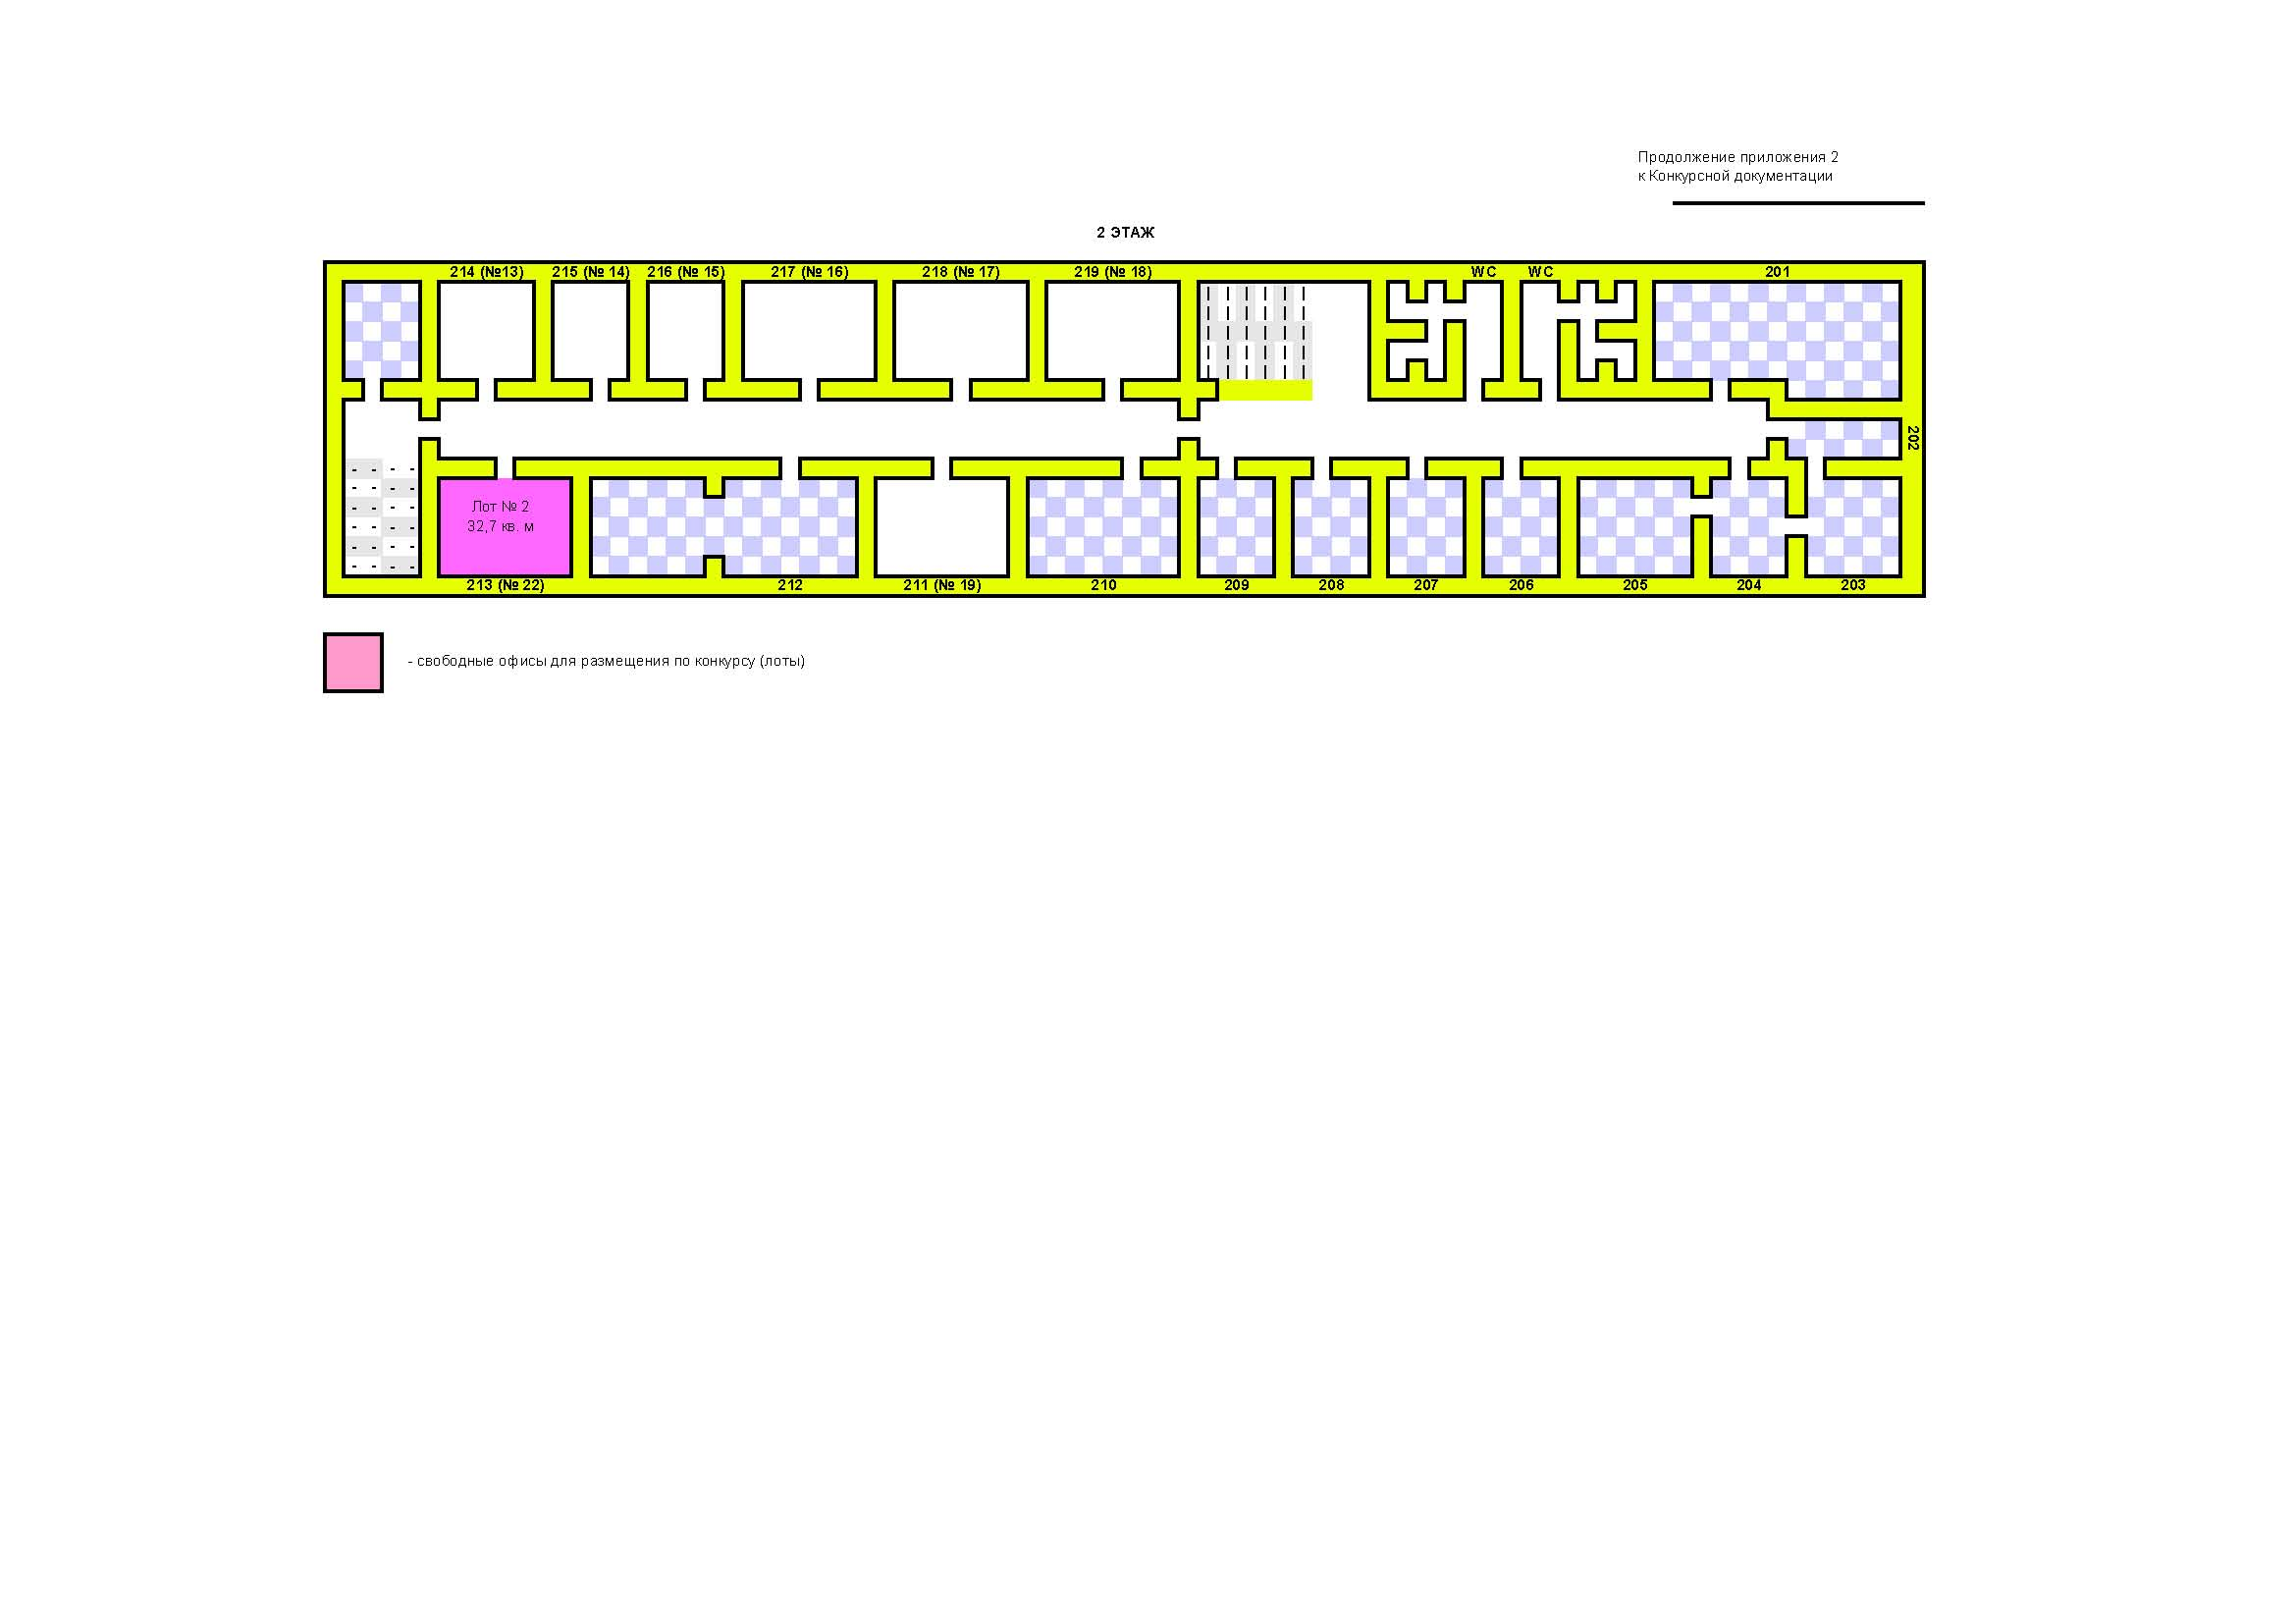 Продолжение приложения 2
к Конкурсной документации
2 ЭТАЖ
214 (№13) 215 (№ 14) 216 (№ 15) 217 (№ 16) 218 (№ 17) 219 (№ 18) WC WC 201
202
Лот № 2
32,7 кв. м
213 (№ 22) 212 211 (№ 19) 210 209 208 207 206 205 204 203
- свободные офисы для размещения по конкурсу (лоты)